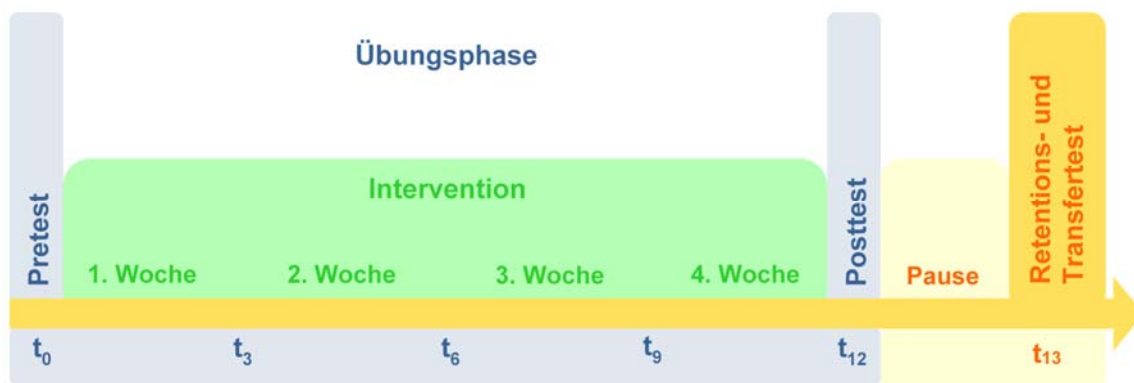 Übungsphase
Pretest
Intervention
1. Woche
2. Woche
3. Woche
4. Woche
Posttest
Pause
Retentions- und
Transfertest
t0
t3
t6
t9
t12
t13